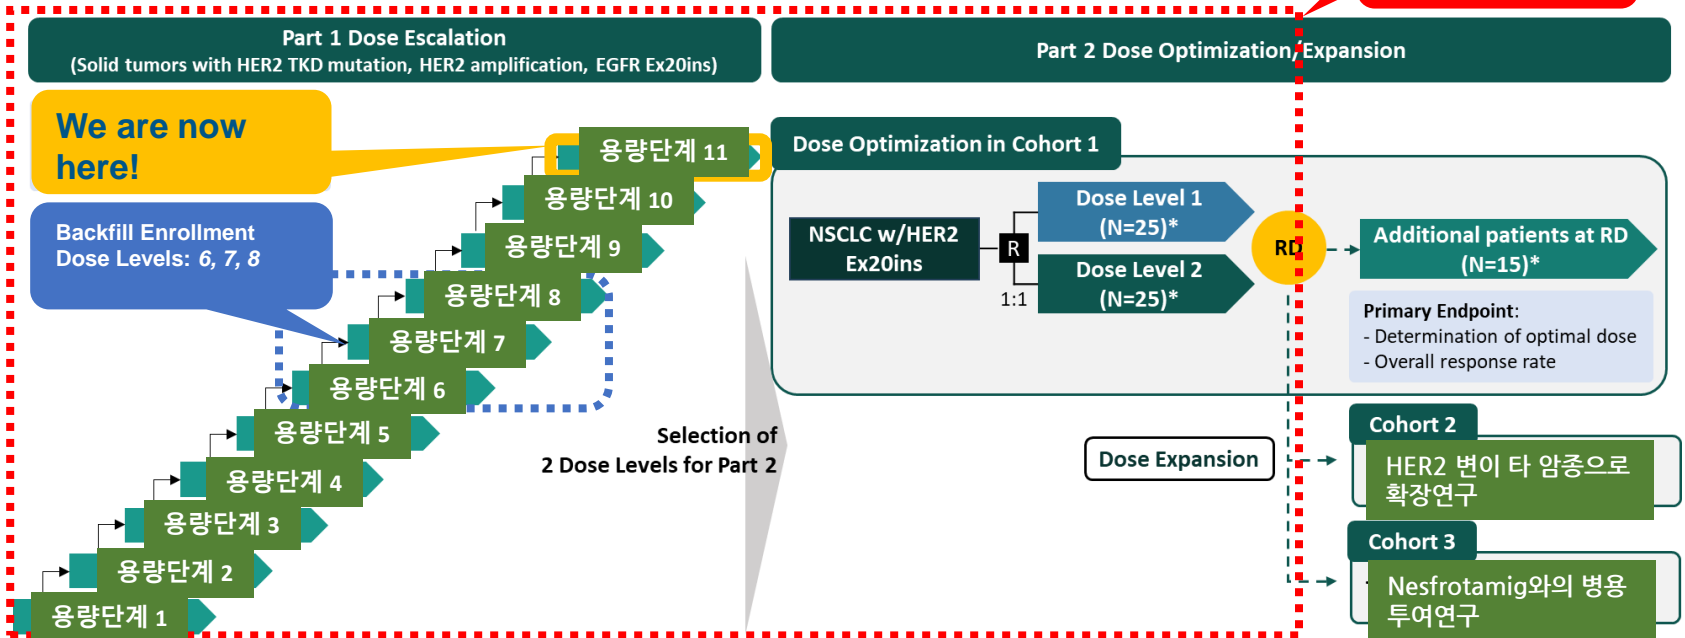 Part 1 Dose Escalation
(Solid tumors with HER2 TKD mutation, HER2 amplification, EGFR Ex20ins)
Part 2 Dose Optimization/Expansion
We are now
here!
Backfill Enrollment
Dose Levels: 6, 7, 8
용량단계 11
용량단계 10
용량단계 9
용량단계 8
용량단계 7
용량단계 6
용량단계 5
용량단계 4
용량단계 3
용량단계 2
용량단계 1
Selection of
2 Dose Levels for Part 2
Dose Optimization in Cohort 1
NSCLC w/HER2
Ex20ins
R
1:1
Dose Level 1
(N=25)*
Dose Level 2
(N=25)*
RD
Additional patients at RD
(N=15)*
Primary Endpoint:
- Determination of optimal dose
- Overall response rate
Dose Expansion
Cohort 2
HER2 변이 타 암종으로
확장연구
Cohort 3
Nesfrotamig와의 병용
투여연구